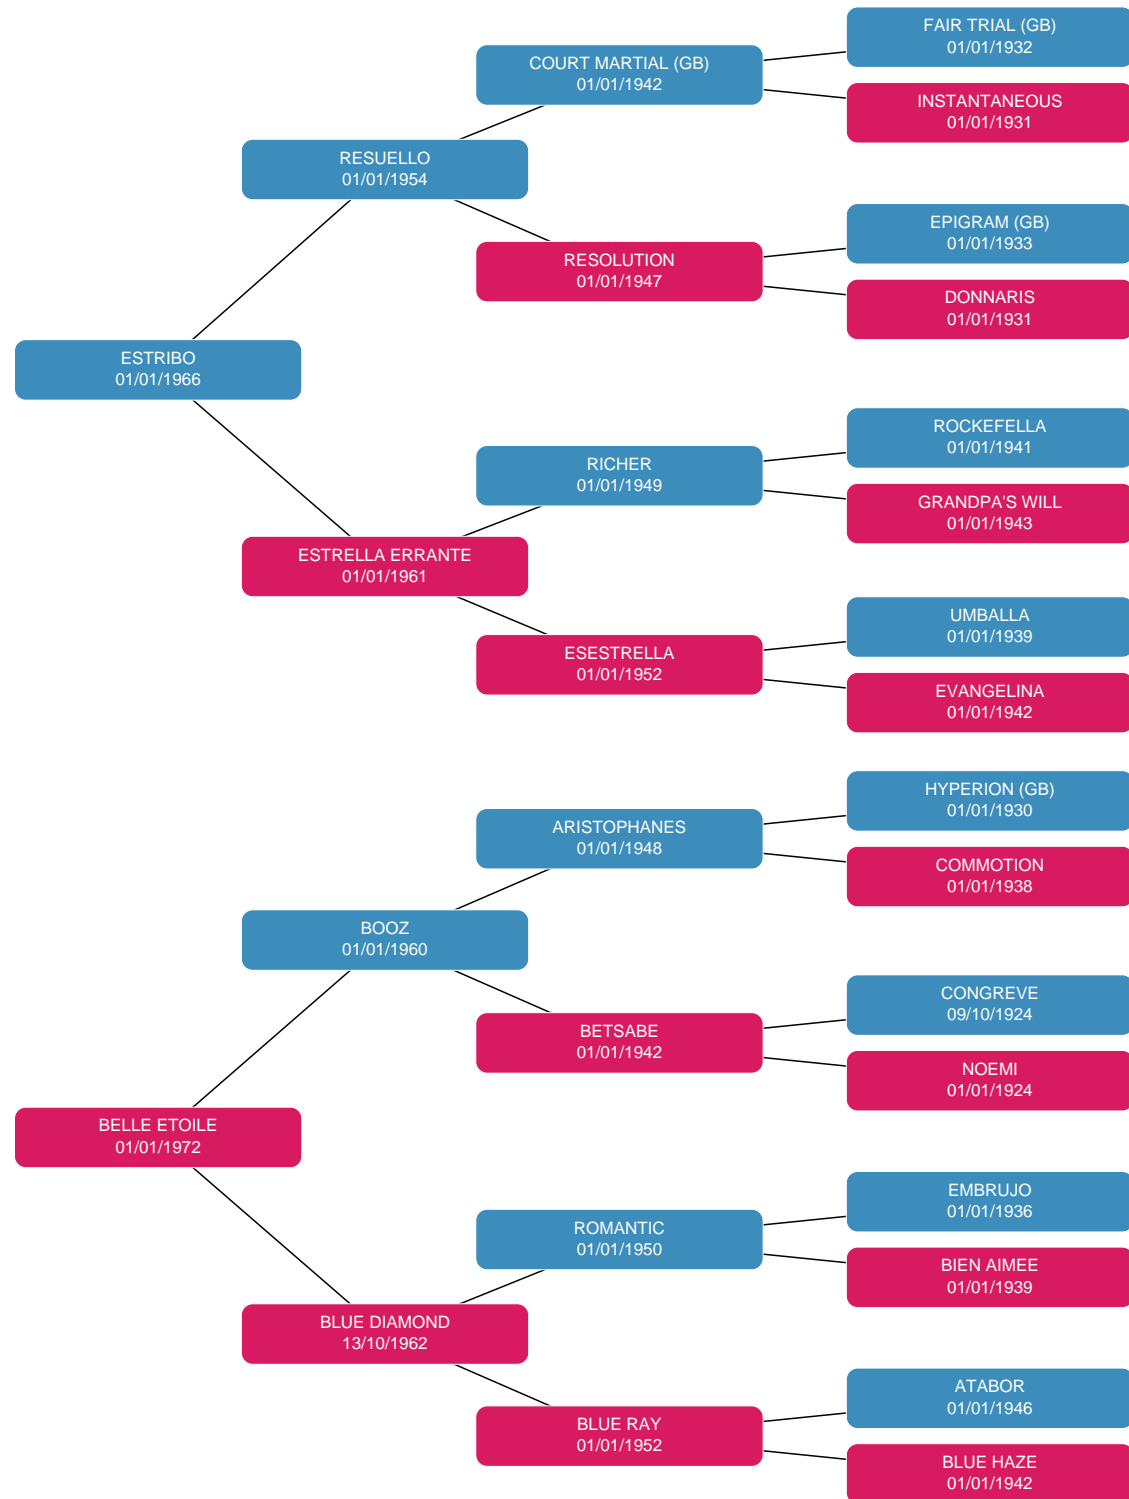 FAIR TRIAL (GB)
01/01/1932
COURT MARTIAL (GB)
01/01/1942
INSTANTANEOUS
01/01/1931
RESUELLO
01/01/1954
EPIGRAM (GB)
01/01/1933
RESOLUTION
01/01/1947
DONNARIS
01/01/1931
ESTRIBO
01/01/1966
ROCKEFELLA
01/01/1941
RICHER
01/01/1949
GRANDPA'S WILL
01/01/1943
ESTRELLA ERRANTE
01/01/1961
UMBALLA
01/01/1939
ESESTRELLA
01/01/1952
EVANGELINA
01/01/1942
HYPERION (GB)
01/01/1930
ARISTOPHANES
01/01/1948
COMMOTION
01/01/1938
BOOZ
01/01/1960
CONGREVE
09/10/1924
BETSABE
01/01/1942
NOEMI
01/01/1924
BELLE ETOILE
01/01/1972
EMBRUJO
01/01/1936
ROMANTIC
01/01/1950
BIEN AIMEE
01/01/1939
BLUE DIAMOND
13/10/1962
ATABOR
01/01/1946
BLUE RAY
01/01/1952
BLUE HAZE
01/01/1942